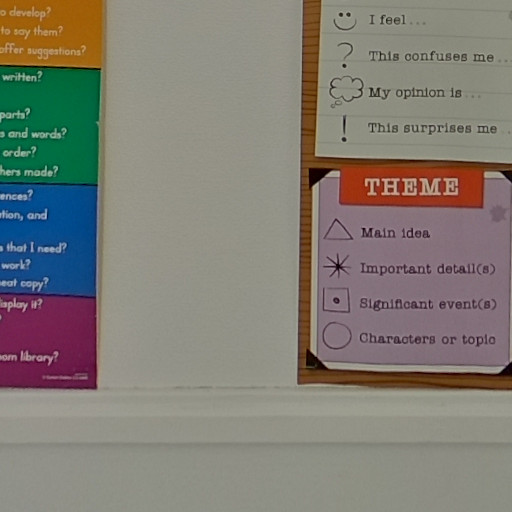 o develop?
to say them?
offer suggestions?
written?
parts?
s and words?
order?
hers made?
ences?
tion, and
s that I need?
work?
eat copy?
isplay it?
?
om library?
I feel ...
? This confuses me ...
My opinion is ...
! This surprises me ..
THEME
Main idea
Important detail(s)
Significant event(s)
Characters or topic